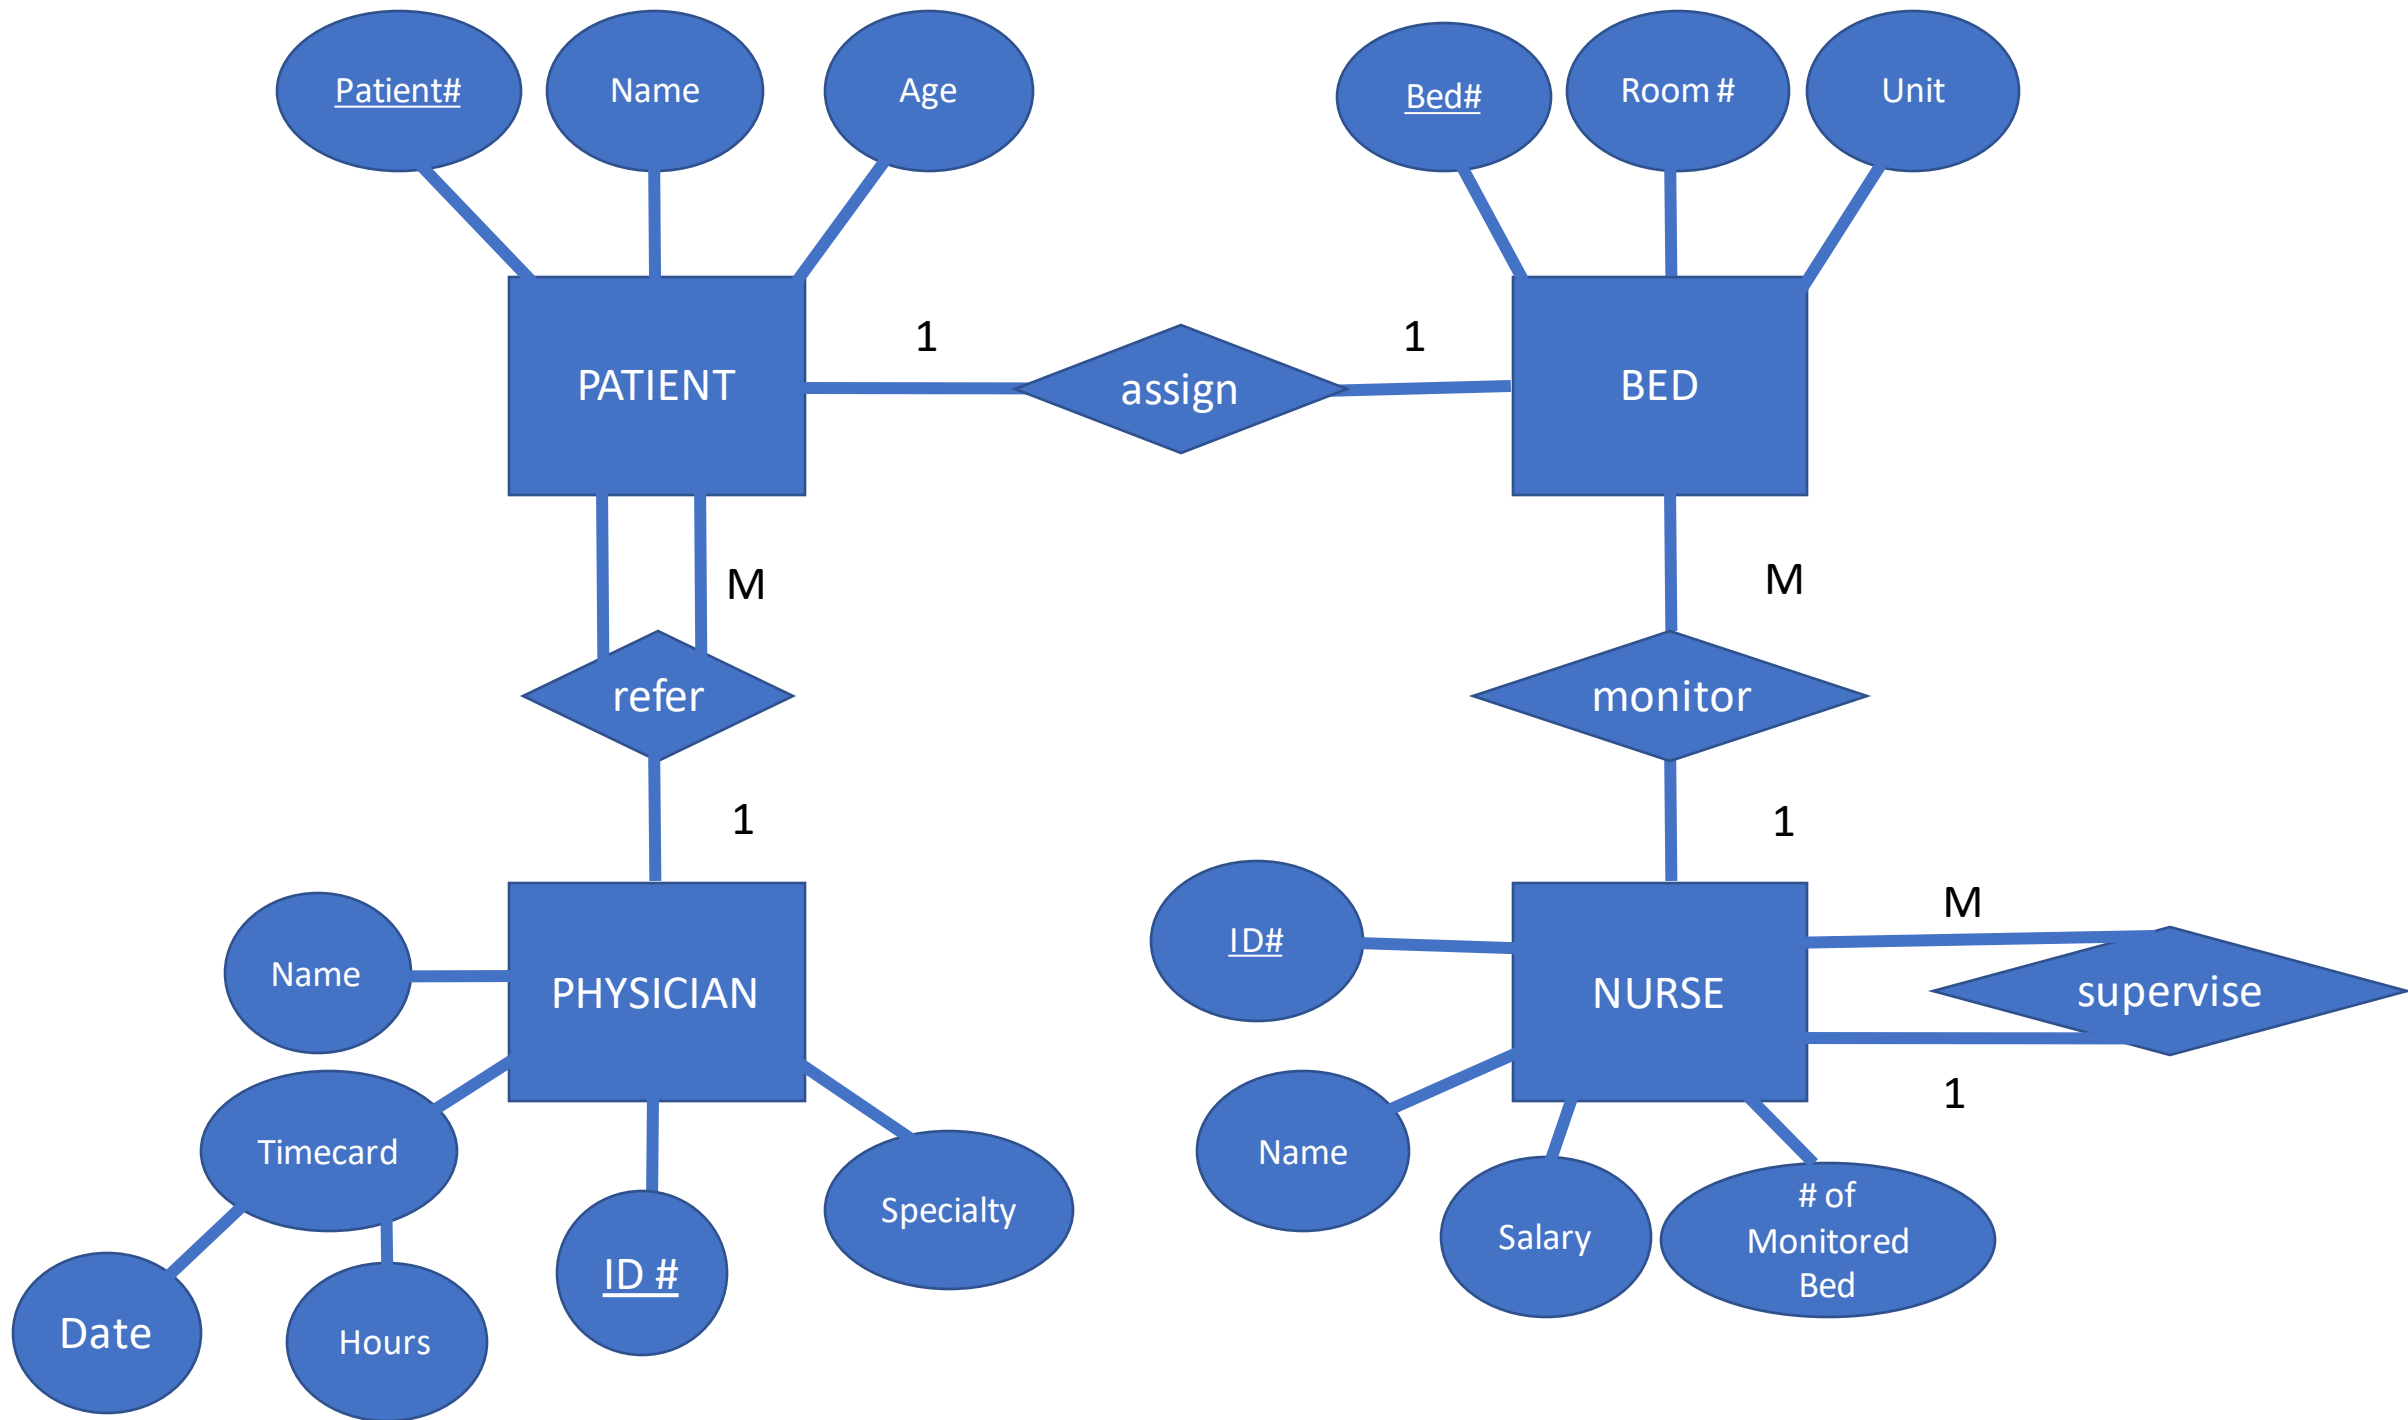 Patient#
Name
Age
Bed#
Room #
Unit
PATIENT
1
assign
1
BED
M
M
refer
monitor
1
1
Name
PHYSICIAN
ID#
NURSE
M
supervise
1
Timecard
Specialty
Name
Salary
# of
Monitored
Bed
Date
Hours
ID #